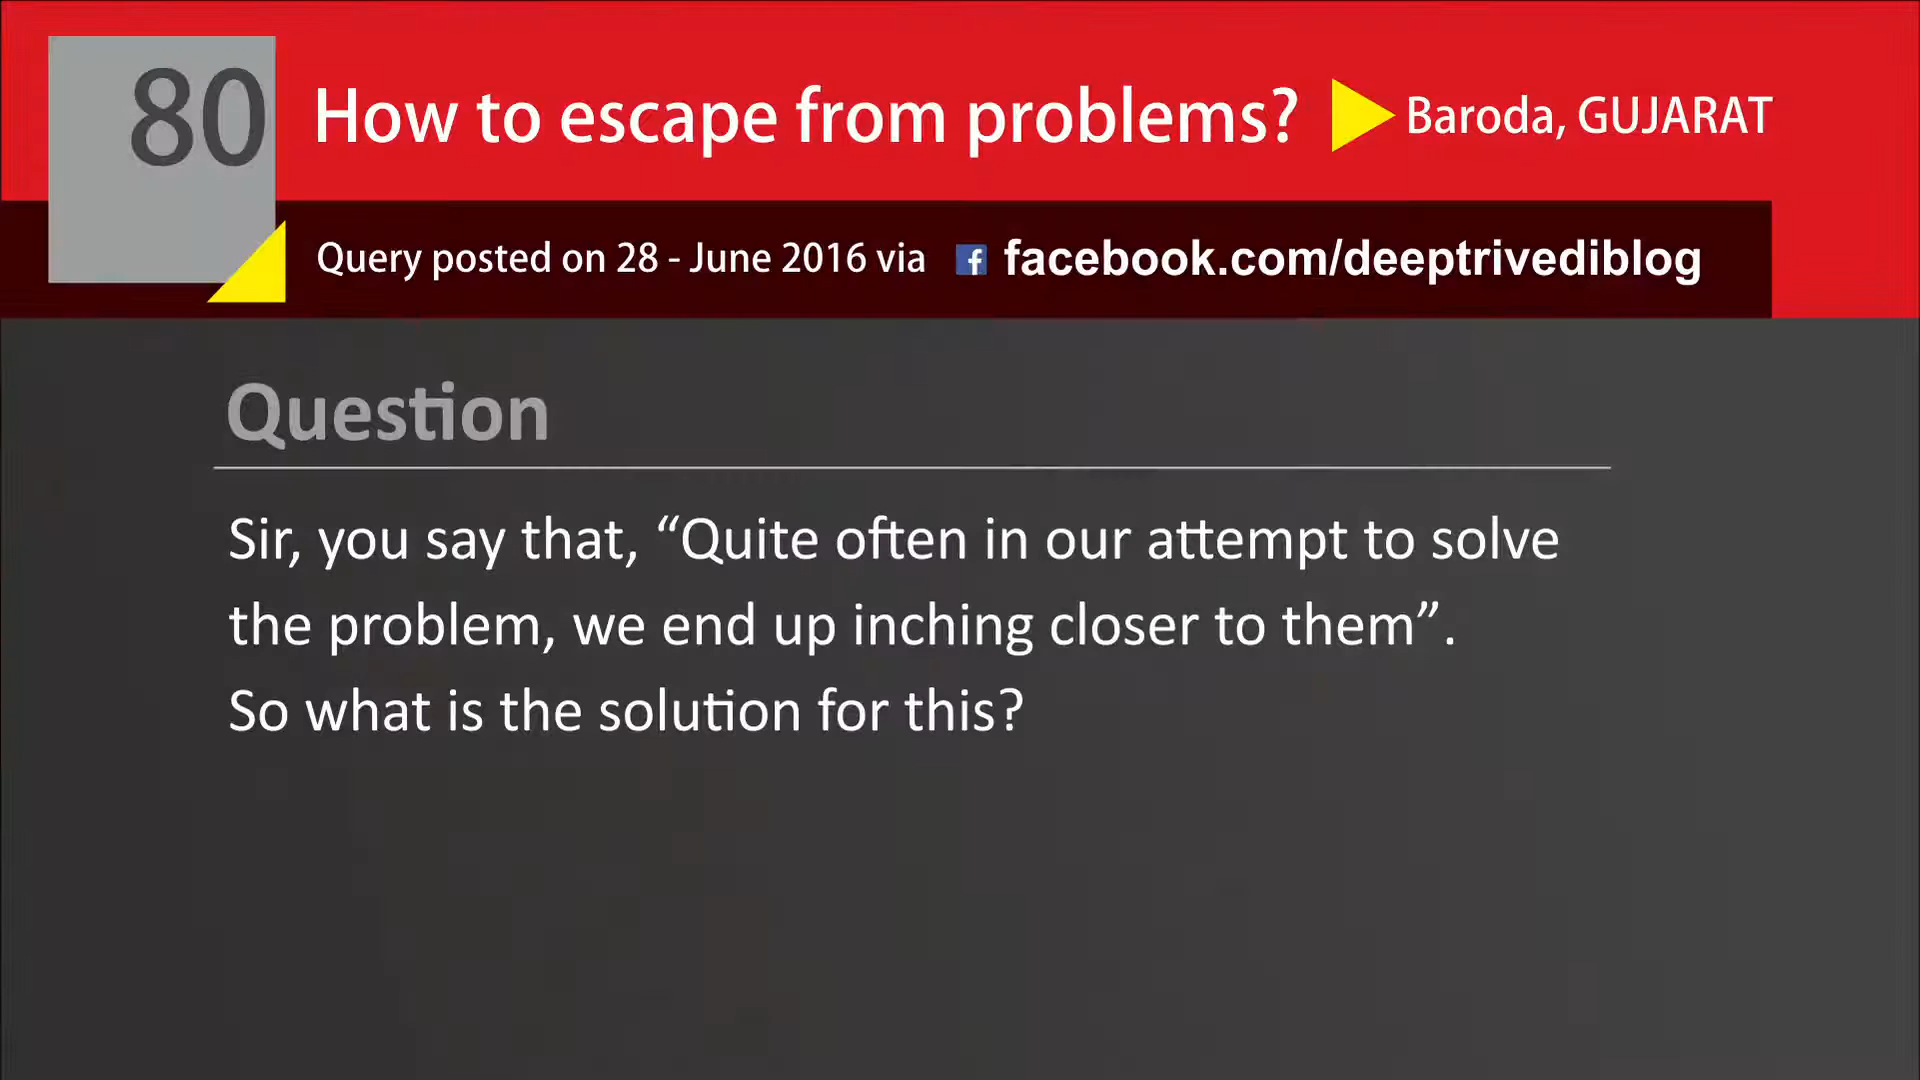 80
How to escape from problems? Baroda, GUJARAT
Query posted on 28 - June 2016 via facebook.com/deeptrivediblog
Question
Sir, you say that, “Quite often in our attempt to solve
the problem, we end up inching closer to them”.
So what is the solution for this?